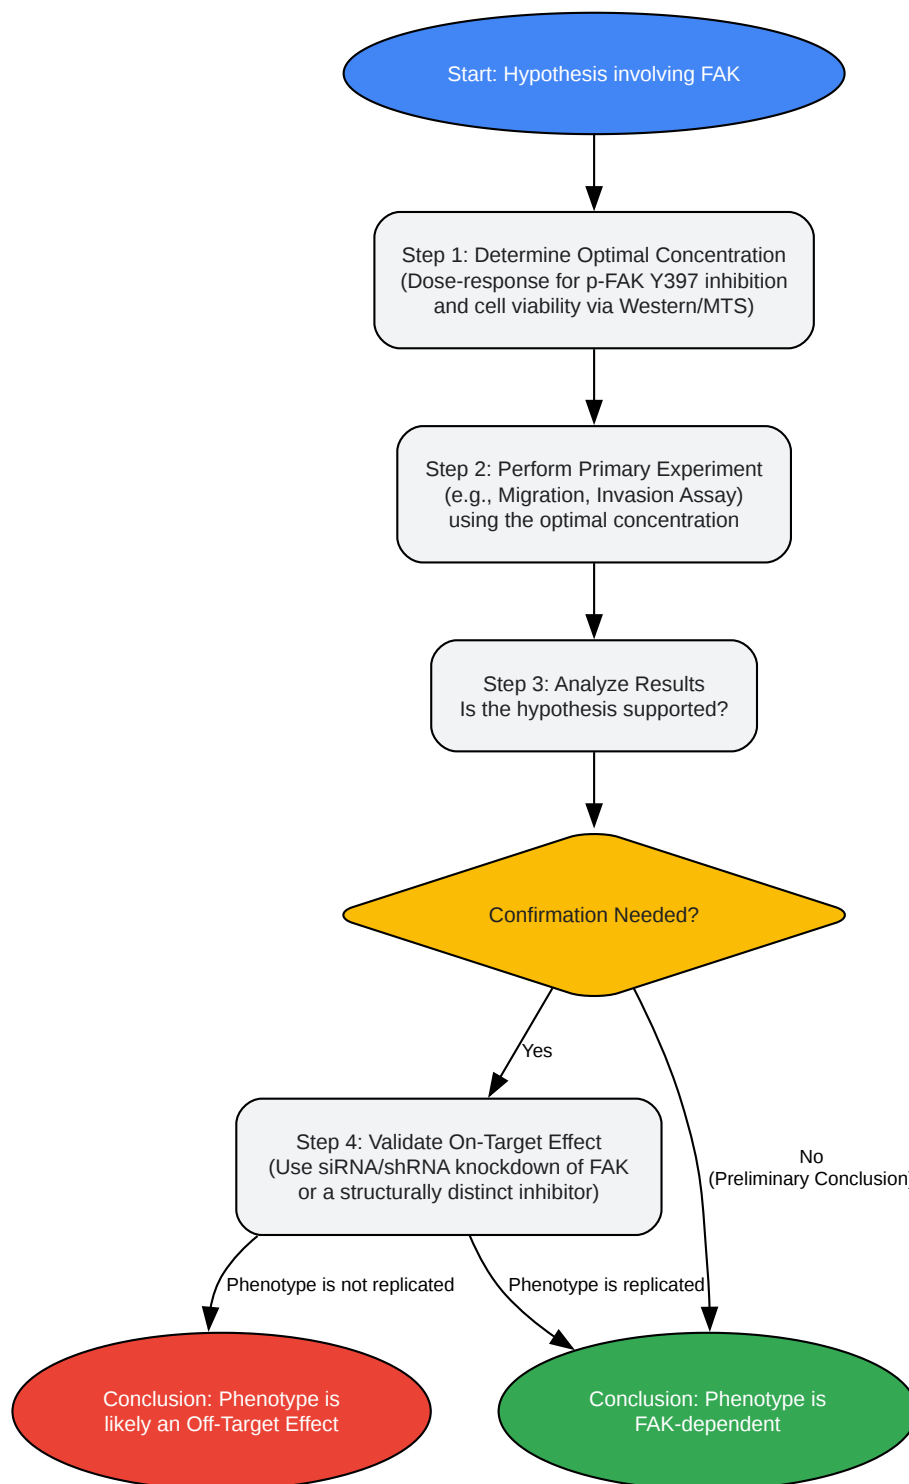 Start: Hypothesis involving FAK
Step 1: Determine Optimal Concentration
(Dose-response for p-FAK Y397 inhibition
and cell viability via Western/MTS)
Step 2: Perform Primary Experiment
(e.g., Migration, Invasion Assay)
using the optimal concentration
Step 3: Analyze Results
Is the hypothesis supported?
Confirmation Needed?
Yes
Step 4: Validate On-Target Effect
(Use siRNA/shRNA knockdown of FAK
or a structurally distinct inhibitor)
No
(Preliminary Conclusion)
Phenotype is not replicated
Phenotype is replicated
Conclusion: Phenotype is
likely an Off-Target Effect
Conclusion: Phenotype is
FAK-dependent